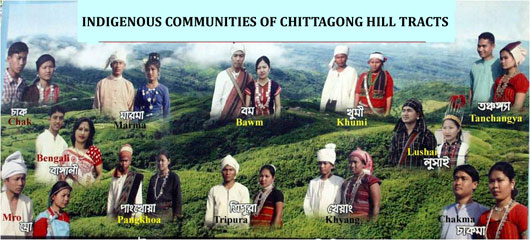 INDIGENOUS COMMUNITIES OF CHITTAGONG HILL TRACTS
চাক
Chak
মারমা
Marma
বম
Bawm
খুমী
Khumi
তঞ্চঙ্গ্যা
Tanchangya
Bengali
বাঙ্গালী
Lushai
লুসাই
Mro
ম্রো
পাংখোয়া
Pangkhoa
ত্রিপুরা
Tripura
খেয়াং
Khyang
Chakma
চাকমা